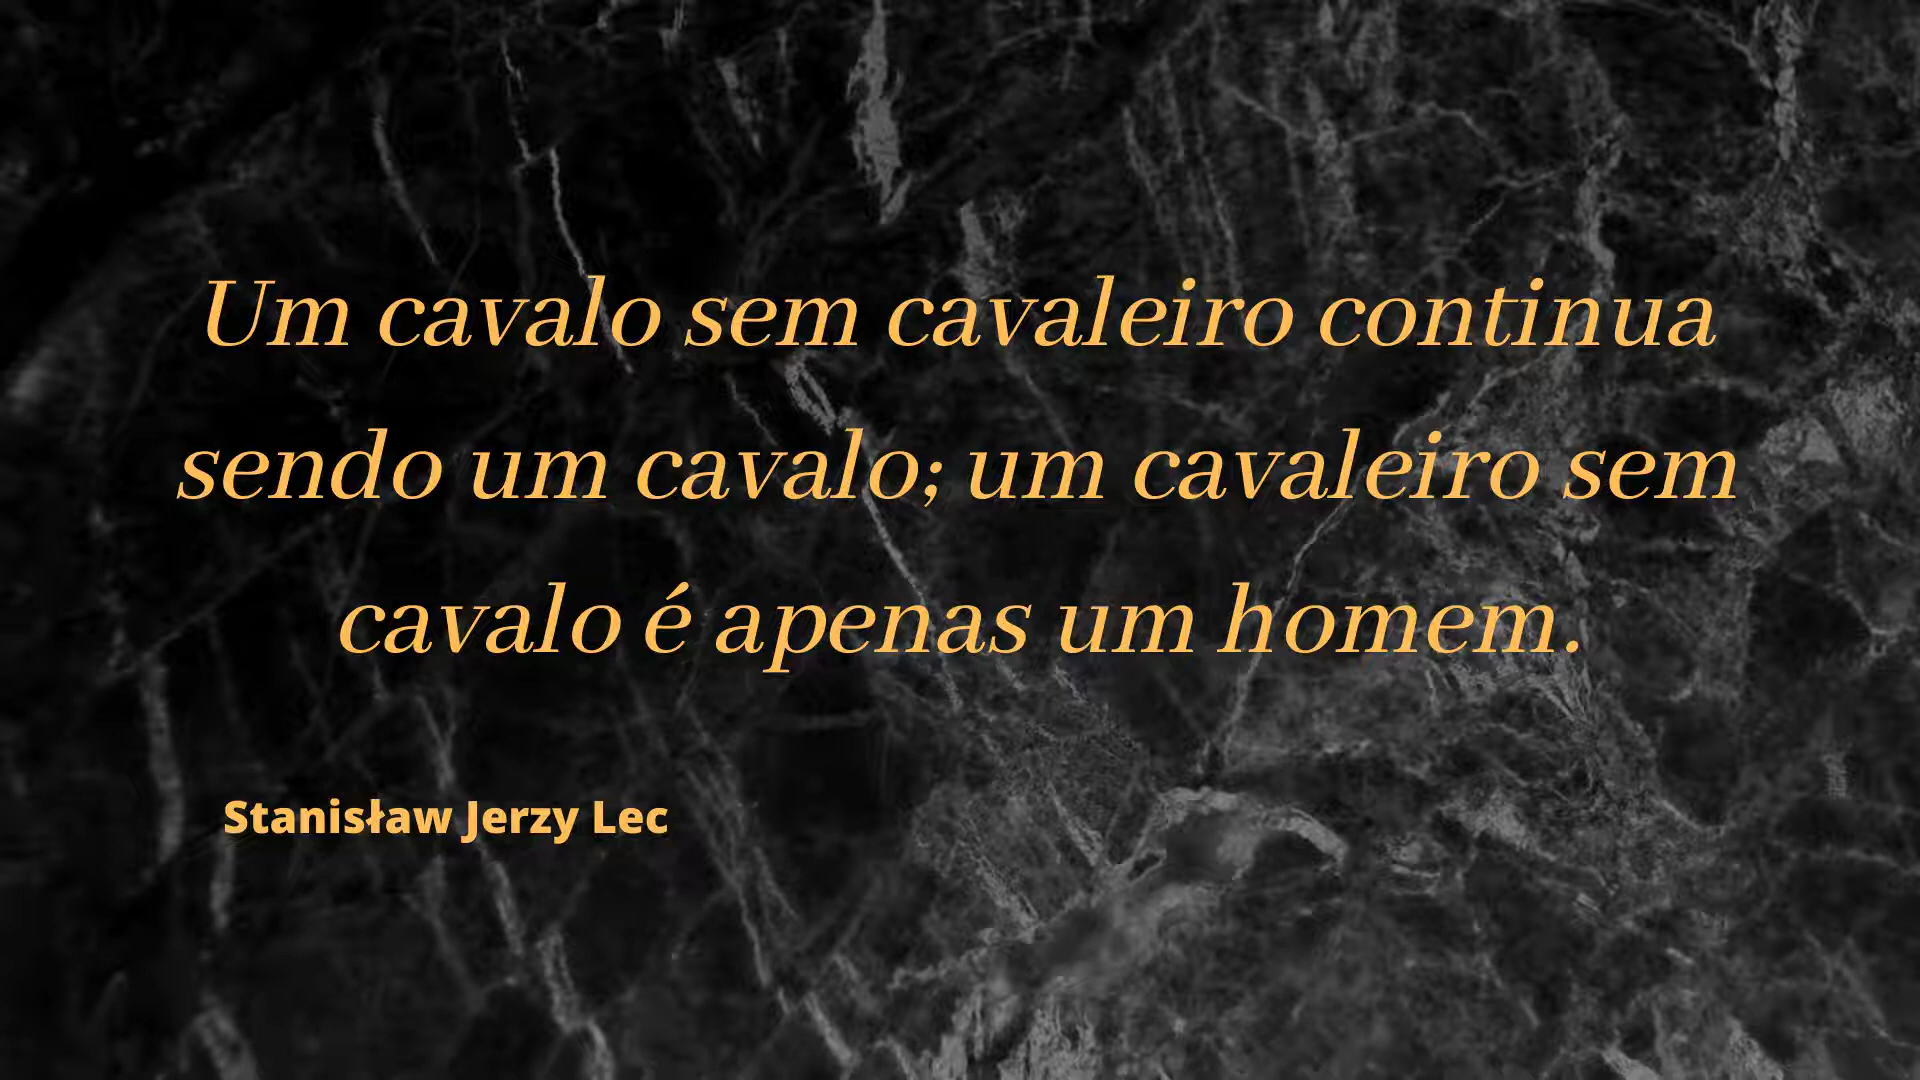 Um cavalo sem cavaleiro continua
sendo um cavalo; um cavaleiro sem
cavalo é apenas um homem.
Stanisław Jerzy Lec